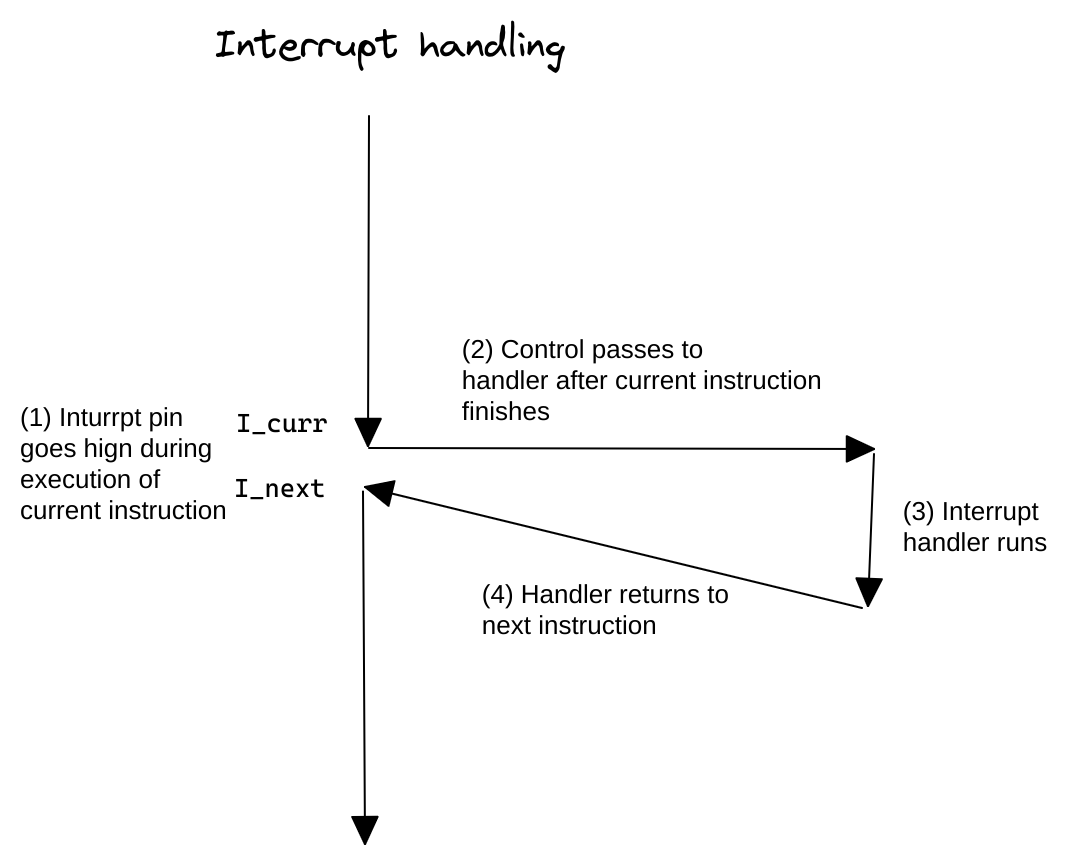 Interrupt handling
(2) Control passes to
handler after current instruction
finishes
(1) Inturrpt pin
goes hign during
execution of
current instruction
I_curr
I_next
(3) Interrupt
handler runs
(4) Handler returns to
next instruction